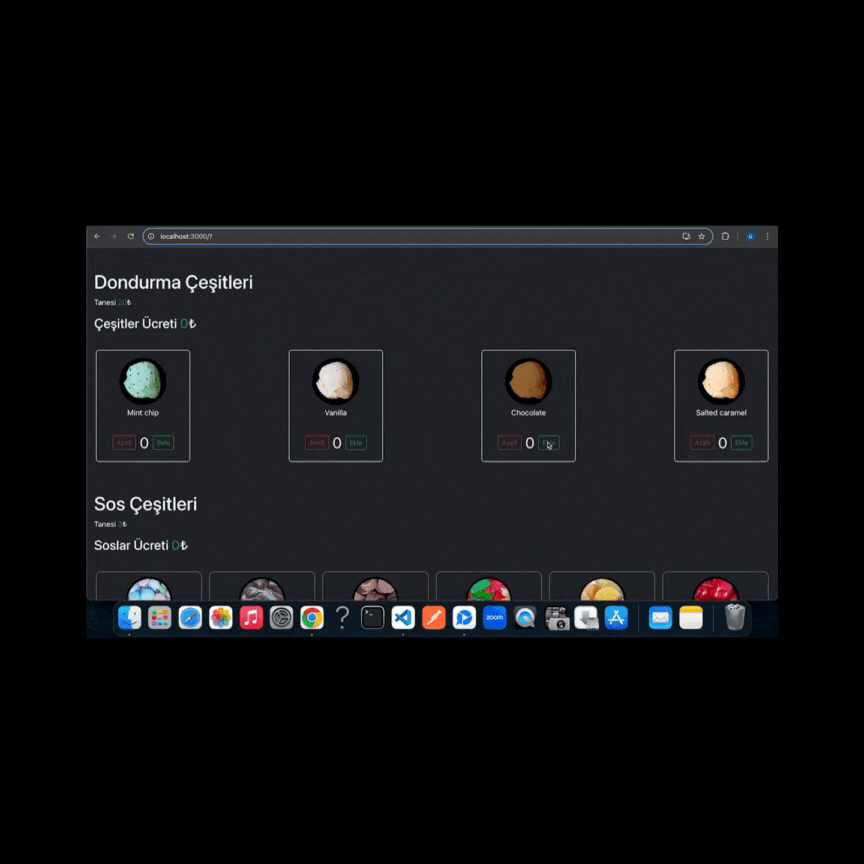 localhost:3000/?
Dondurma Çeşitleri
Tanesi 20₺
Çeşitler Ücreti 0₺
Mint chip
Vanilla
Chocolate
Salted caramel
Azalt 0 Ekle
Azalt 0 Ekle
Azalt 0 Ekle
Azalt 0 Ekle
Sos Çeşitleri
Tanesi 2₺
Soslar Ücreti 0₺
zoom